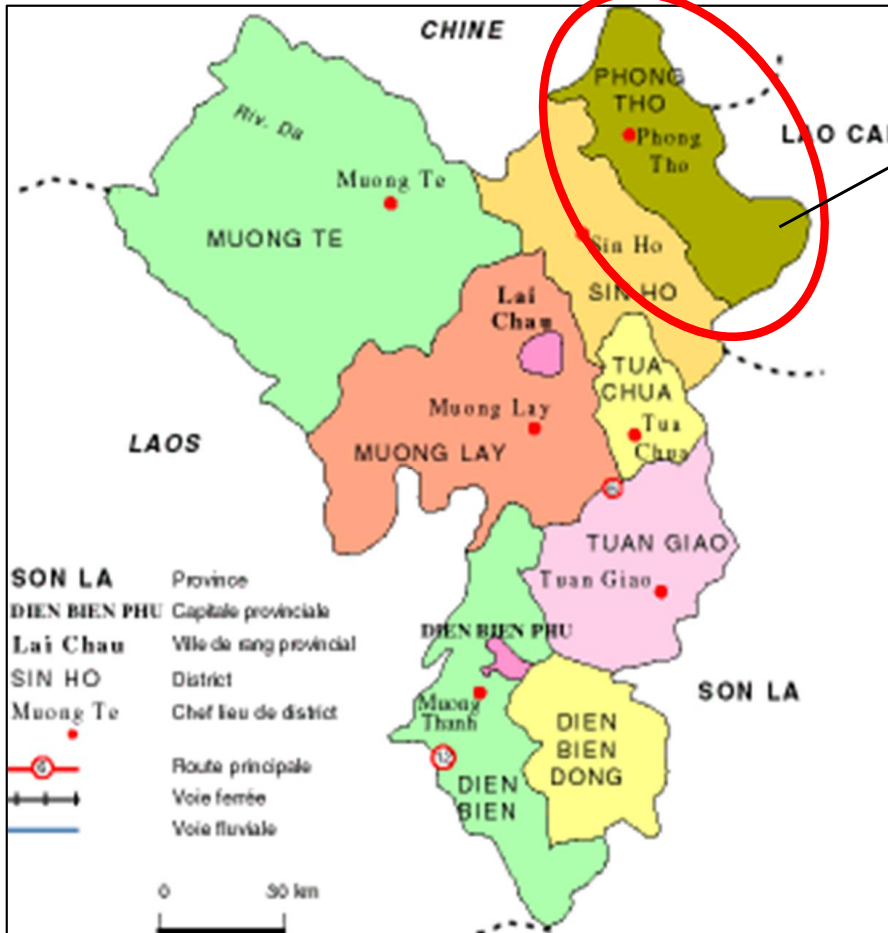 CHINE
PHONG
THO
Phong
Tho
LAO CAI
Riv. Da
Muong Te
MUONG TE
Sin Ho
SIN HO
Lai
Chau
TUA
CHUA
Tua
Chua
Muong Lay
MUONG LAY
LAOS
6
TUAN GIAO
Tuan Giao
DIEN BIEN PHU
Muong
Thanh
12
DIEN
BIEN
DIEN
BIEN
DONG
SON LA
SON LA Province
DIEN BIEN PHU Capitale provinciale
Lai Chau Ville de rang provincial
SIN HO District
Muong Te Chef lieu de district
6 Route principale
Voie ferrée
Voie fluviale
0 30 km